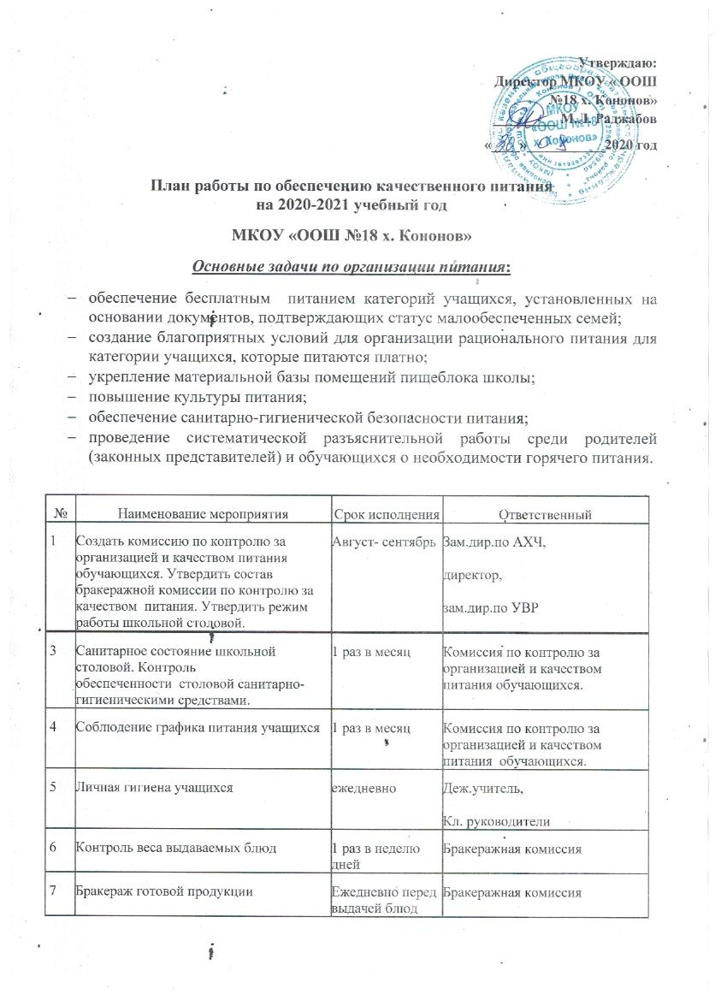 Утверждаю:
Директор МКОУ « ООШ
№18 х. Кононов»
М.Д. Раджабов
« 30 » 08 2020 год
МКОУ
«ООШ №18
х. Кононов»
План работы по обеспечению качественного питания
на 2020-2021 учебный год
МКОУ «ООШ №18 х. Кононов»
Основные задачи по организации питания:
– обеспечение бесплатным питанием категорий учащихся, установленных на
основании документов, подтверждающих статус малообеспеченных семей;
– создание благоприятных условий для организации рационального питания для
категории учащихся, которые питаются платно;
– укрепление материальной базы помещений пищеблока школы;
– повышение культуры питания;
– обеспечение санитарно-гигиенической безопасности питания;
– проведение систематической разъяснительной работы среди родителей
(законных представителей) и обучающихся о необходимости горячего питания.
№ Наименование мероприятия Срок исполнения Ответственный
1 Создать комиссию по контролю за Август- сентябрь Зам.дир.по АХЧ,
организацией и качеством питания
обучающихся. Утвердить состав директор,
бракеражной комиссии по контролю за
качеством питания. Утвердить режим зам.дир.по УВР
работы школьной столовой.
3 Санитарное состояние школьной 1 раз в месяц Комиссия по контролю за
столовой. Контроль организацией и качеством
обеспеченности столовой санитарно- питания обучающихся.
гигиеническими средствами.
4 Соблюдение графика питания учащихся 1 раз в месяц Комиссия по контролю за
организацией и качеством
питания обучающихся.
5 Личная гигиена учащихся ежедневно Деж.учитель,
Кл. руководители
6 Контроль веса выдаваемых блюд 1 раз в неделю Бракеражная комиссия
дней
7 Бракераж готовой продукции Ежедневно перед Бракеражная комиссия
выдачей блюд